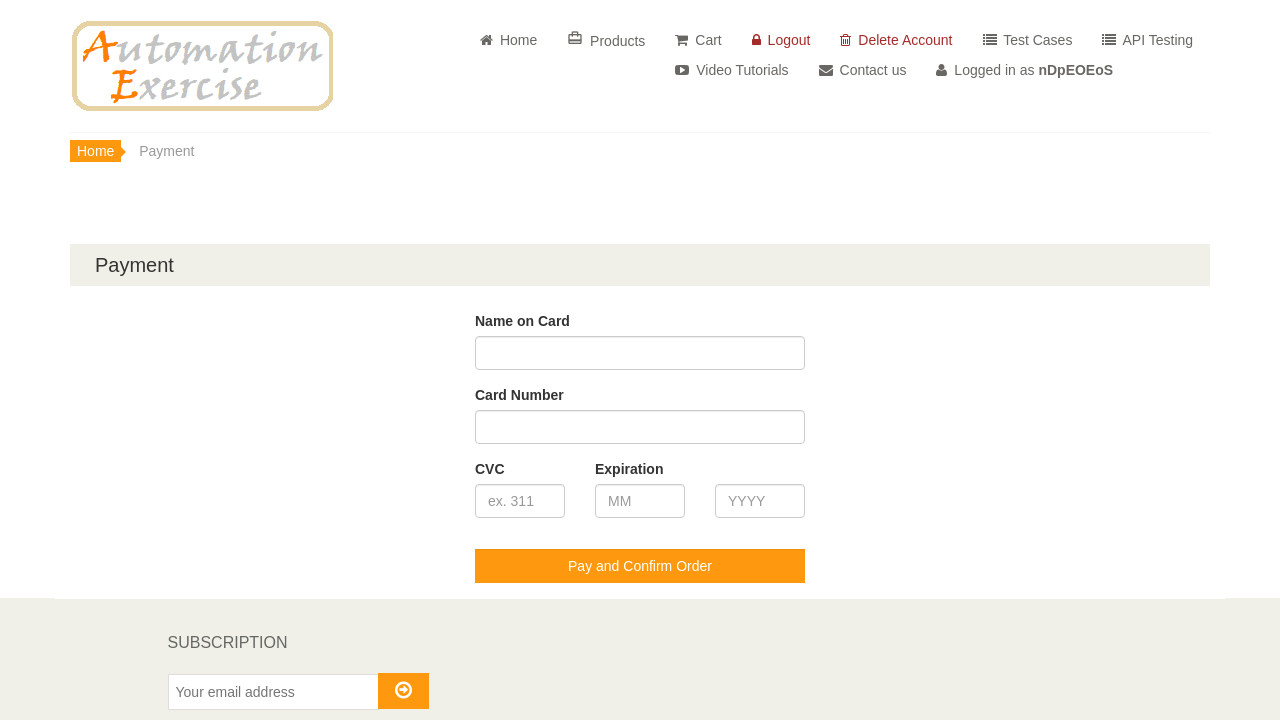 Automation
Exercise
Home
Products
Cart
Logout
Delete Account
Test Cases
API Testing
Video Tutorials
Contact us
Logged in as nDpEOEoS
Home
Payment
Payment
Name on Card
Card Number
CVC
Expiration
ex. 311
MM
YYYY
Pay and Confirm Order
SUBSCRIPTION
Your email address